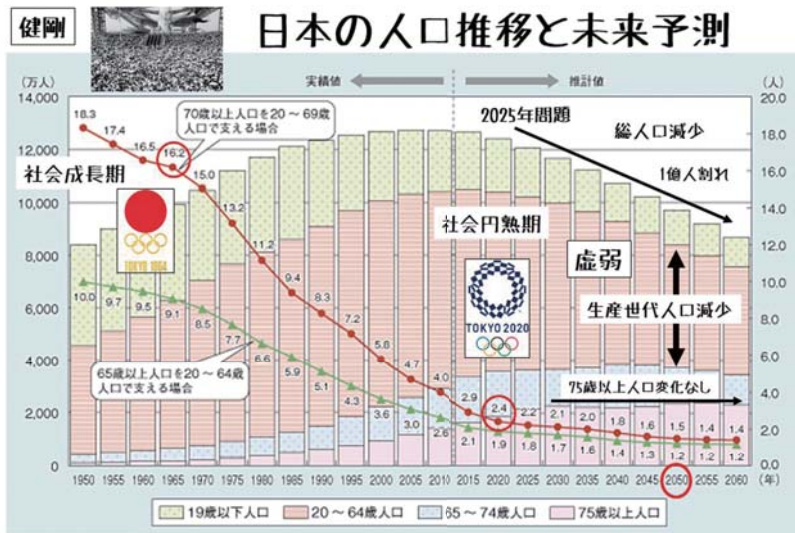 健剛
日本の人口推移と未来予測
実績値
推計値
(万人)
(人)
14,000
12,000
10,000
8,000
6,000
4,000
2,000
0
20.0
18.0
16.0
14.0
12.0
10.0
8.0
6.0
4.0
2.0
0.0
18.3
17.4
16.5
16.2
15.0
13.2
11.2
9.4
8.3
7.2
5.8
4.7
4.0
2.9
2.4
2.2
2.1
2.0
1.8
1.6
1.5
1.4
1.4
70歳以上人口を20～69歳
人口で支える場合
社会成長期
TOKYO 1964
2025年問題
総人口減少
1億人割れ
社会円熟期
TOKYO 2020
虚弱
生産世代人口減少
75歳以上人口変化なし
10.0
9.7
9.5
9.1
8.5
7.7
6.6
5.9
5.1
4.3
3.6
3.0
2.6
2.1
1.9
1.8
1.7
1.6
1.4
1.3
1.2
1.2
1.2
65歳以上人口を20～64歳
人口で支える場合
1950 1955 1960 1965 1970 1975 1980 1985 1990 1995 2000 2005 2010 2015 2020 2025 2030 2035 2040 2045 2050 2055 2060 (年)
19歳以下人口 20～64歳人口 65～74歳人口 75歳以上人口